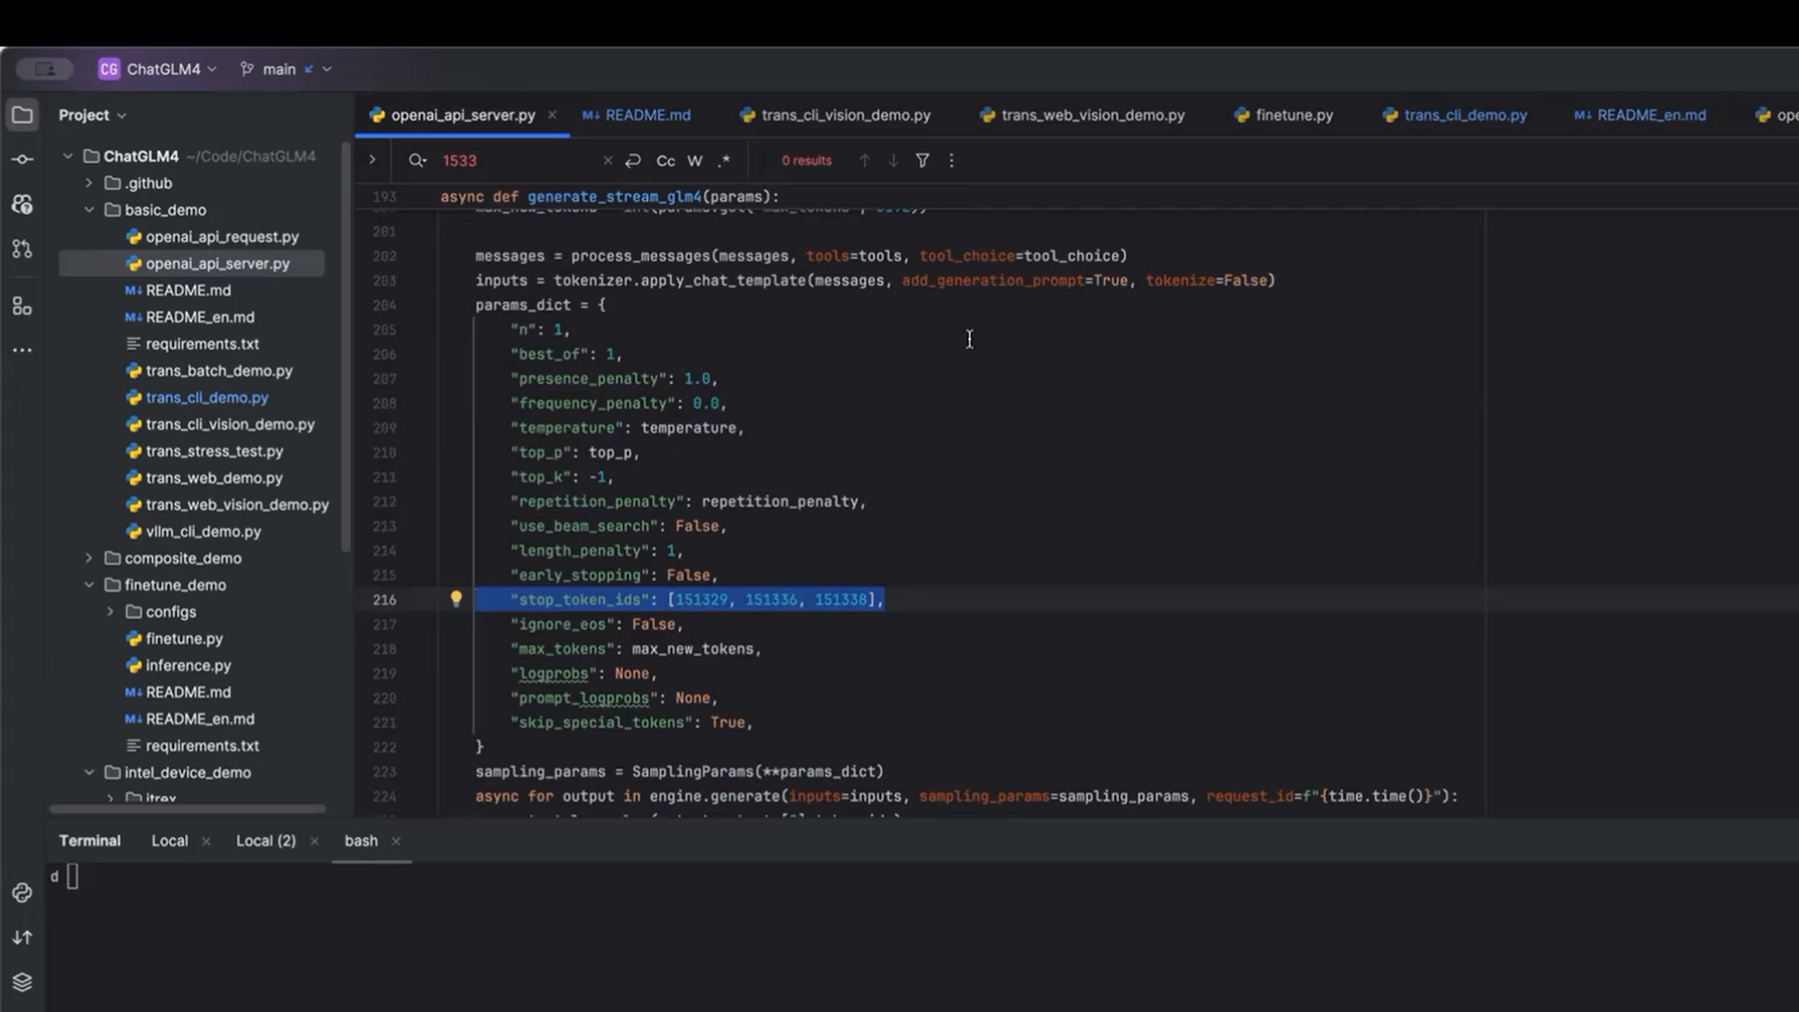 CG ChatGLM4 main
Project
openai_api_server.py README.md trans_cli_vision_demo.py trans_web_vision_demo.py finetune.py trans_cli_demo.py README_en.md ope
1533 Cc W .* 0 results
ChatGLM4 ~/Code/ChatGLM4
.github
basic_demo
openai_api_request.py
openai_api_server.py
README.md
README_en.md
requirements.txt
trans_batch_demo.py
trans_cli_demo.py
trans_cli_vision_demo.py
trans_stress_test.py
trans_web_demo.py
trans_web_vision_demo.py
vllm_cli_demo.py
composite_demo
finetune_demo
configs
finetune.py
inference.py
README.md
README_en.md
requirements.txt
intel_device_demo
itrex
193 async def generate_stream_glm4(params):
201
202 messages = process_messages(messages, tools=tools, tool_choice=tool_choice)
203 inputs = tokenizer.apply_chat_template(messages, add_generation_prompt=True, tokenize=False)
204 params_dict = {
205 "n": 1,
206 "best_of": 1,
207 "presence_penalty": 1.0,
208 "frequency_penalty": 0.0,
209 "temperature": temperature,
210 "top_p": top_p,
211 "top_k": -1,
212 "repetition_penalty": repetition_penalty,
213 "use_beam_search": False,
214 "length_penalty": 1,
215 "early_stopping": False,
216 "stop_token_ids": [151329, 151336, 151338],
217 "ignore_eos": False,
218 "max_tokens": max_new_tokens,
219 "logprobs": None,
220 "prompt_logprobs": None,
221 "skip_special_tokens": True,
222 }
223 sampling_params = SamplingParams(**params_dict)
224 async for output in engine.generate(inputs=inputs, sampling_params=sampling_params, request_id=f"{time.time()}"):
Terminal Local Local (2) bash
d